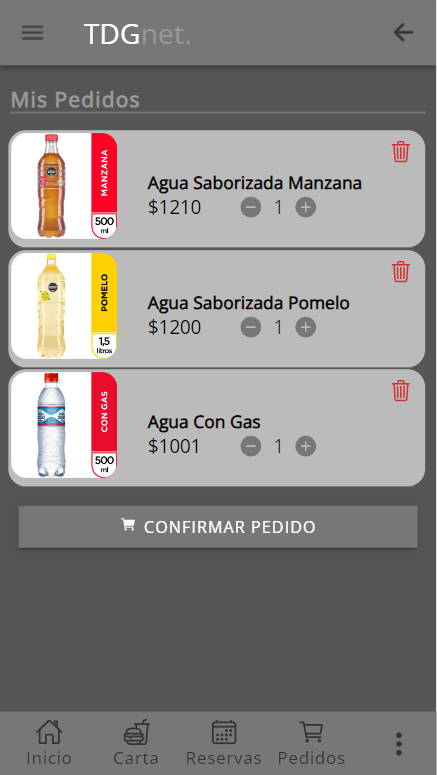 TDGnet.
Mis Pedidos
MANZANA
500
ml
Agua Saborizada Manzana
$1210
1
POMELO
1,5
litros
Agua Saborizada Pomelo
$1200
1
CON GAS
500
ml
Agua Con Gas
$1001
1
CONFIRMAR PEDIDO
Inicio
Carta
Reservas
Pedidos